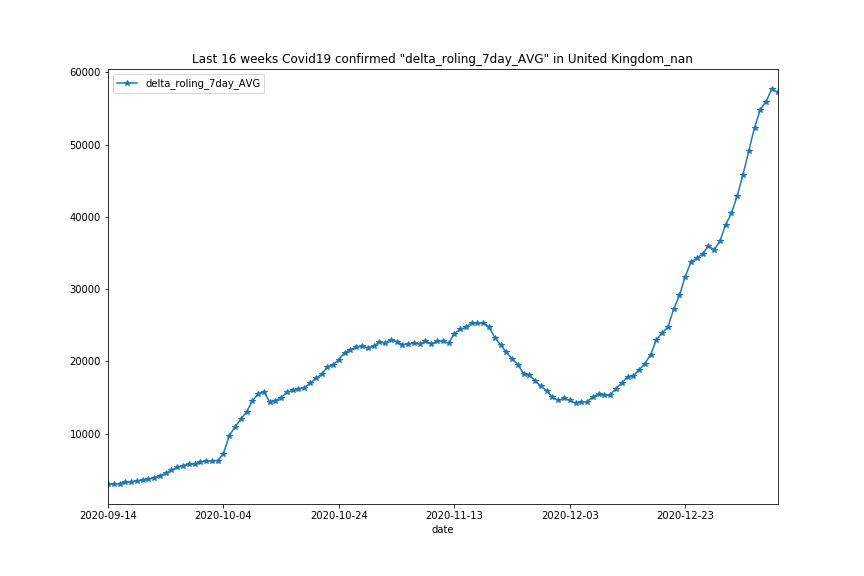 Last 16 weeks Covid19 confirmed "delta_roling_7day_AVG" in United Kingdom_nan
delta_roling_7day_AVG
60000
50000
40000
30000
20000
10000
2020-09-14 2020-10-04 2020-10-24 2020-11-13 2020-12-03 2020-12-23
date